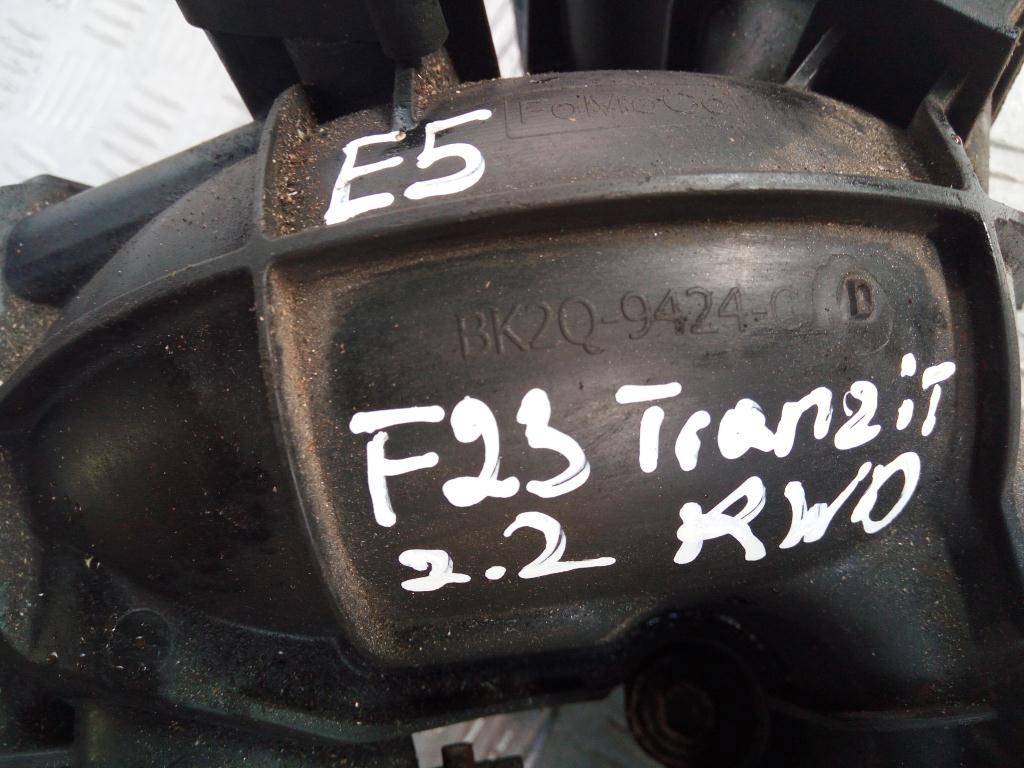 FoMoCo
E5
BK2Q-9424-C D
F23 Tranzit
2.2 RWD